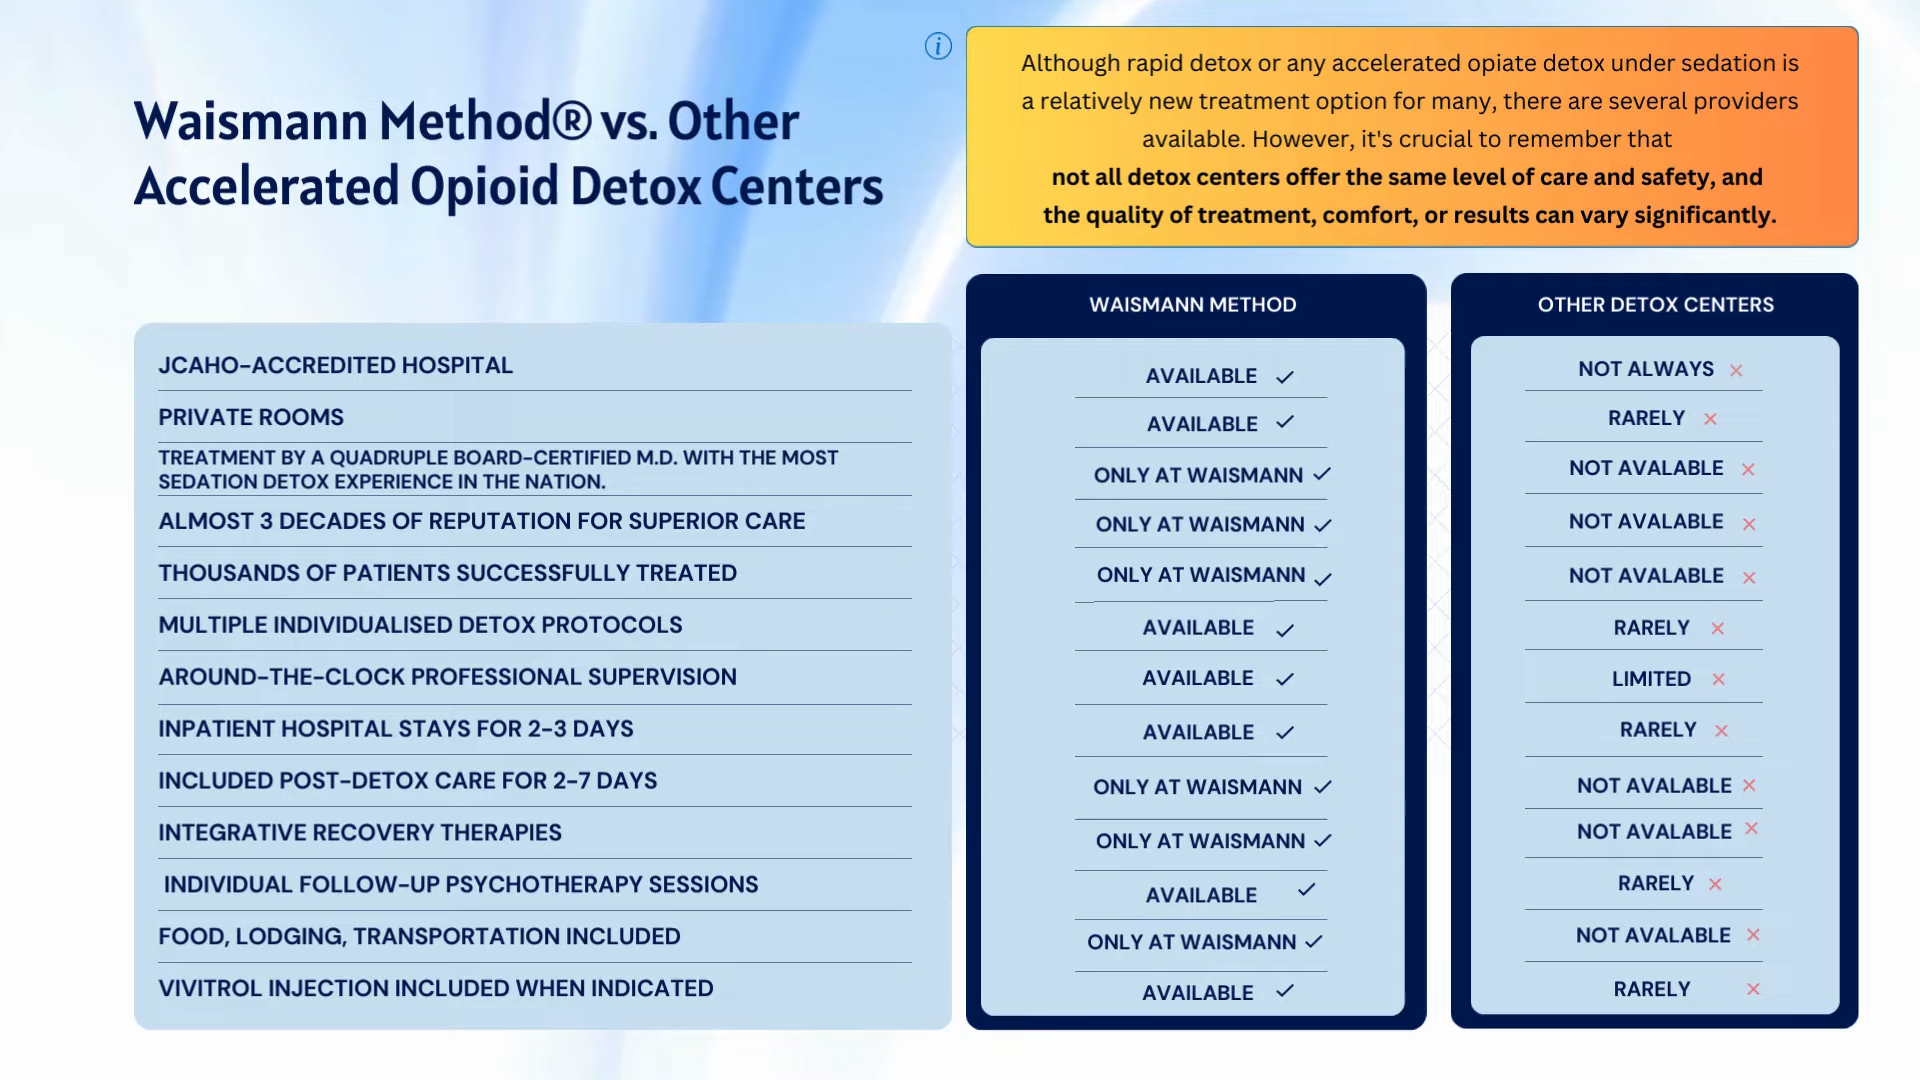 Waismann Method® vs. Other
Accelerated Opioid Detox Centers
i
Although rapid detox or any accelerated opiate detox under sedation is
a relatively new treatment option for many, there are several providers
available. However, it's crucial to remember that
not all detox centers offer the same level of care and safety, and
the quality of treatment, comfort, or results can vary significantly.
WAISMANN METHOD
OTHER DETOX CENTERS
JCAHO-ACCREDITED HOSPITAL
AVAILABLE ✓
NOT ALWAYS ×
PRIVATE ROOMS
AVAILABLE ✓
RARELY ×
TREATMENT BY A QUADRUPLE BOARD-CERTIFIED M.D. WITH THE MOST
SEDATION DETOX EXPERIENCE IN THE NATION.
ONLY AT WAISMANN ✓
NOT AVALABLE ×
ALMOST 3 DECADES OF REPUTATION FOR SUPERIOR CARE
ONLY AT WAISMANN ✓
NOT AVALABLE ×
THOUSANDS OF PATIENTS SUCCESSFULLY TREATED
ONLY AT WAISMANN ✓
NOT AVALABLE ×
MULTIPLE INDIVIDUALISED DETOX PROTOCOLS
AVAILABLE ✓
RARELY ×
AROUND-THE-CLOCK PROFESSIONAL SUPERVISION
AVAILABLE ✓
LIMITED ×
INPATIENT HOSPITAL STAYS FOR 2-3 DAYS
AVAILABLE ✓
RARELY ×
INCLUDED POST-DETOX CARE FOR 2-7 DAYS
ONLY AT WAISMANN ✓
NOT AVALABLE ×
INTEGRATIVE RECOVERY THERAPIES
ONLY AT WAISMANN ✓
NOT AVALABLE ×
INDIVIDUAL FOLLOW-UP PSYCHOTHERAPY SESSIONS
AVAILABLE ✓
RARELY ×
FOOD, LODGING, TRANSPORTATION INCLUDED
ONLY AT WAISMANN ✓
NOT AVALABLE ×
VIVITROL INJECTION INCLUDED WHEN INDICATED
AVAILABLE ✓
RARELY ×